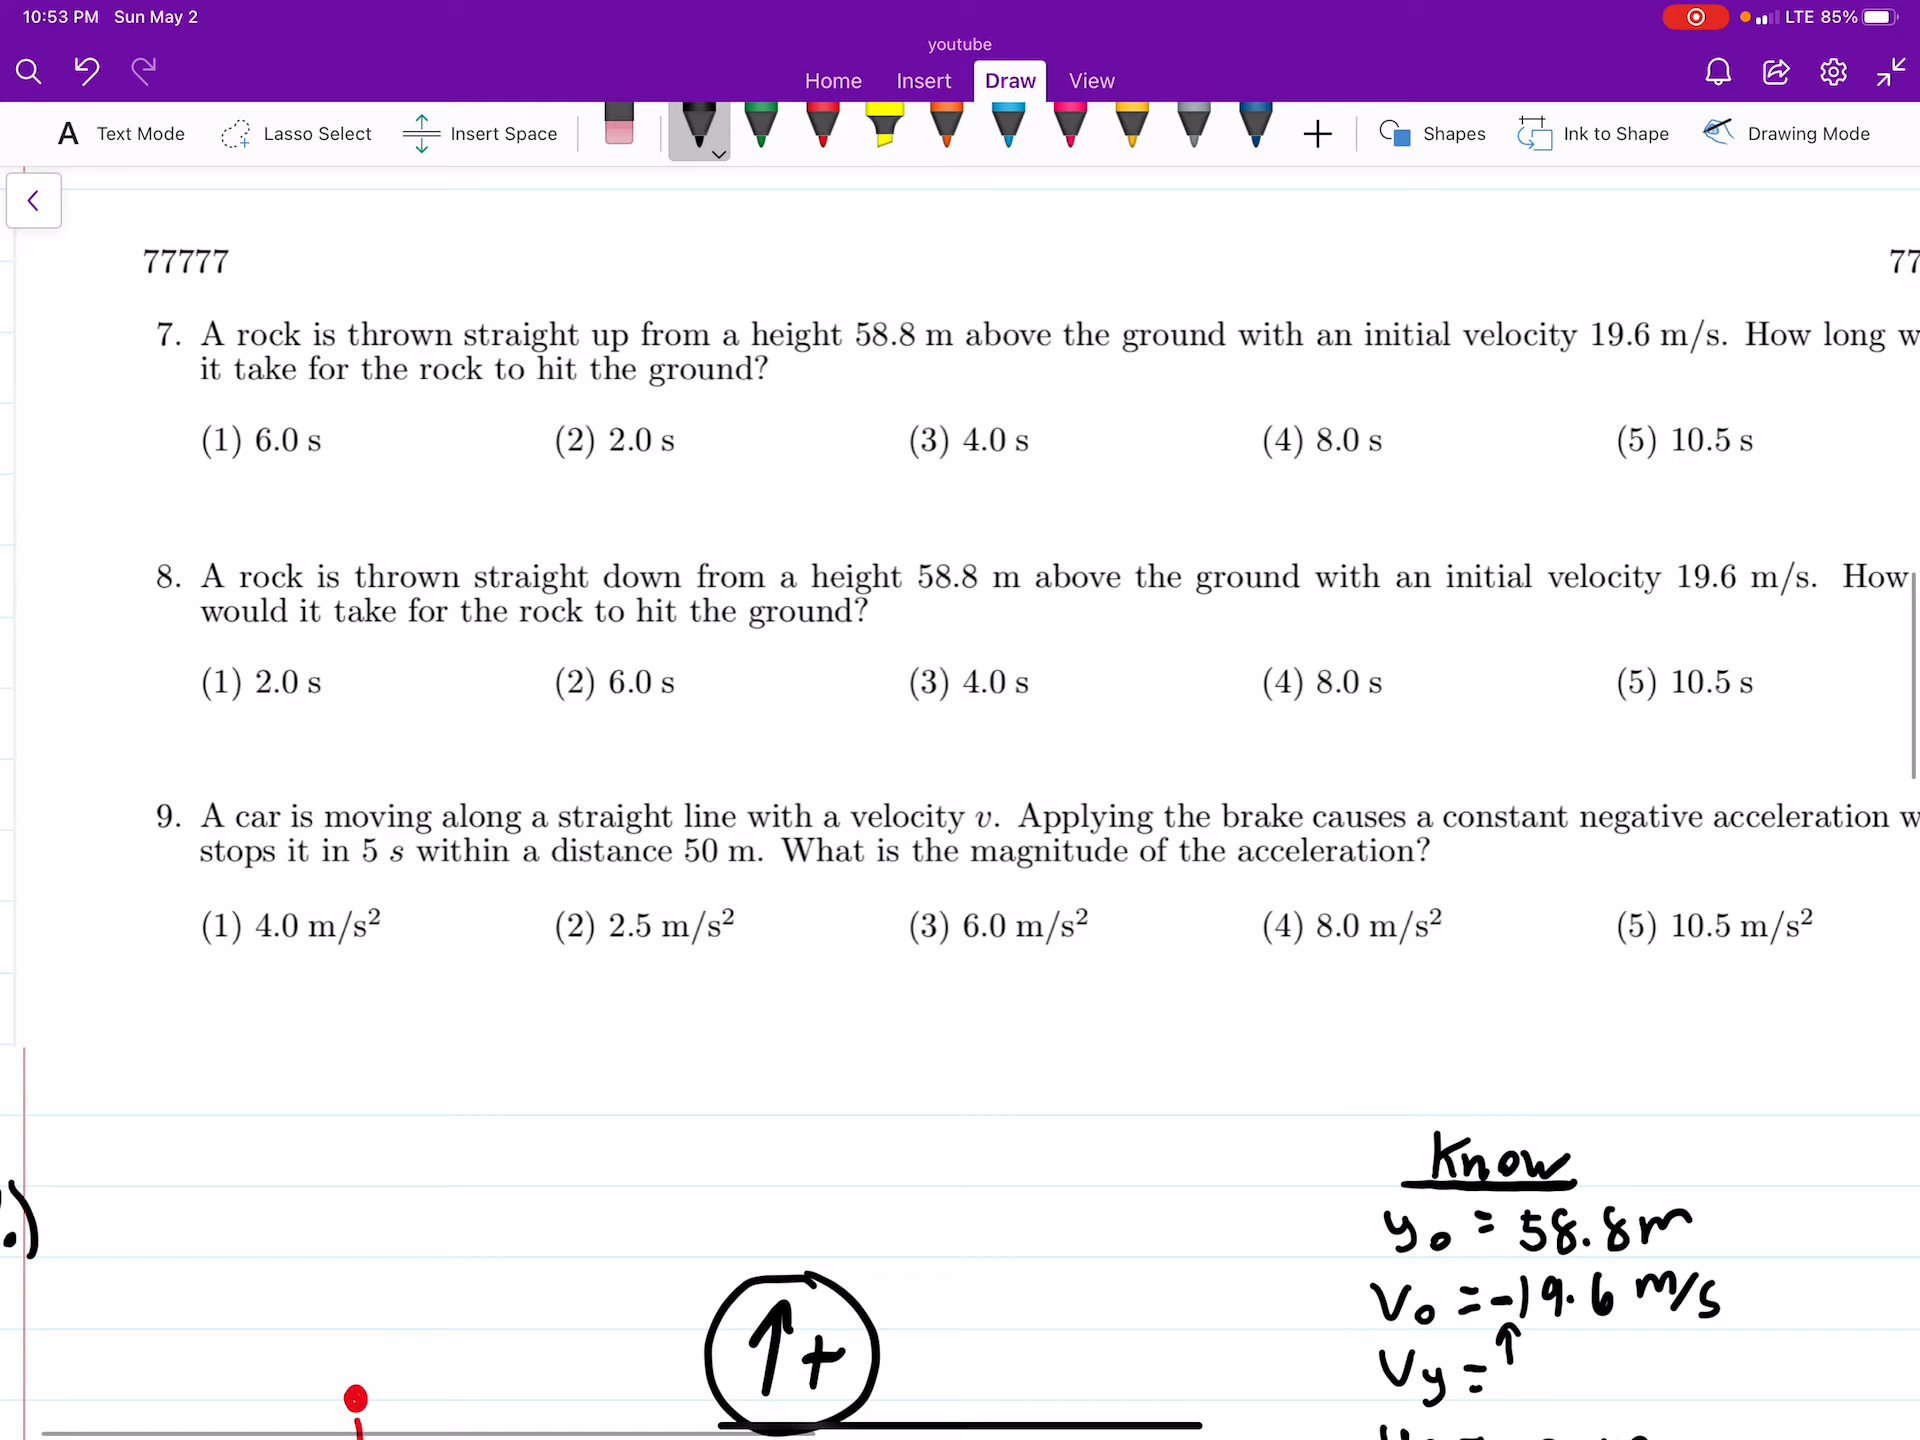 10:53 PM Sun May 2
LTE 85%
youtube
Home Insert Draw View
A Text Mode Lasso Select Insert Space Shapes Ink to Shape Drawing Mode
77777 77
7. A rock is thrown straight up from a height 58.8 m above the ground with an initial velocity 19.6 m/s. How long w
it take for the rock to hit the ground?
(1) 6.0 s (2) 2.0 s (3) 4.0 s (4) 8.0 s (5) 10.5 s
8. A rock is thrown straight down from a height 58.8 m above the ground with an initial velocity 19.6 m/s. How
would it take for the rock to hit the ground?
(1) 2.0 s (2) 6.0 s (3) 4.0 s (4) 8.0 s (5) 10.5 s
9. A car is moving along a straight line with a velocity v. Applying the brake causes a constant negative acceleration w
stops it in 5 s within a distance 50 m. What is the magnitude of the acceleration?
(1) 4.0 m/s² (2) 2.5 m/s² (3) 6.0 m/s² (4) 8.0 m/s² (5) 10.5 m/s²
Know
.)
y₀ = 58.8m
V₀ = -19.6 m/s
↑+
Vy = ↑